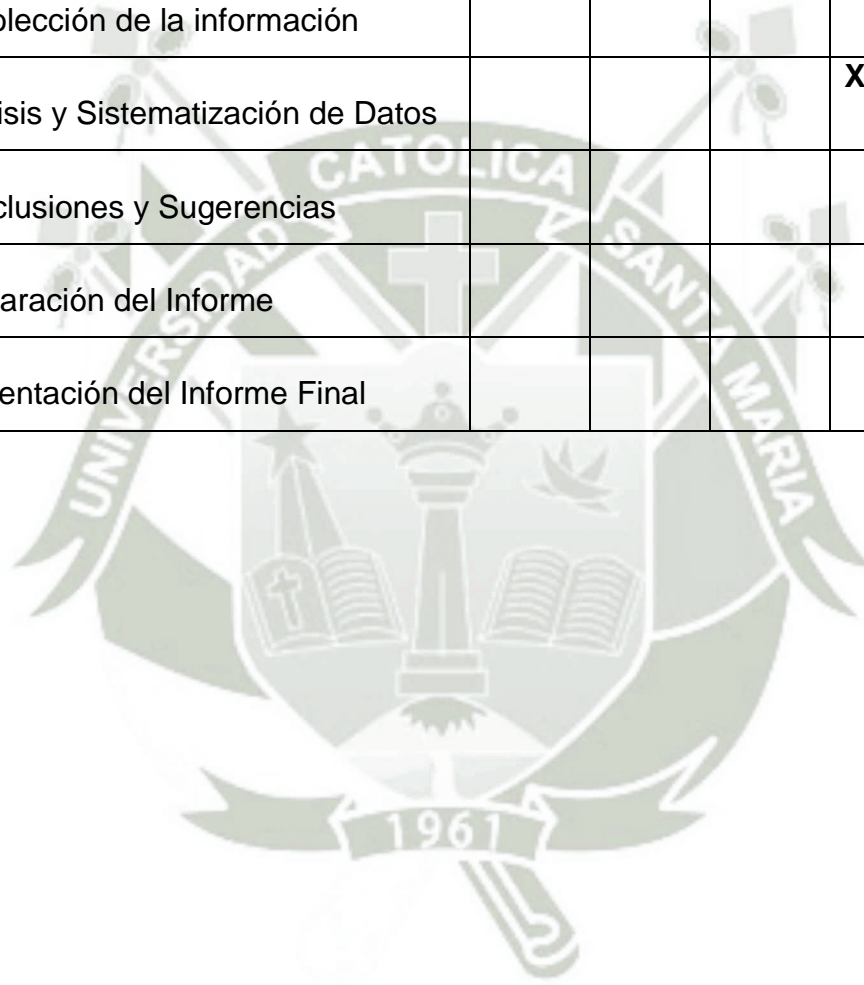 olección de la información
isis y Sistematización de Datos
X
clusiones y Sugerencias
aración del Informe
entación del Informe Final
UNIVERSIDAD CATOLICA SANTA MARIA
1961